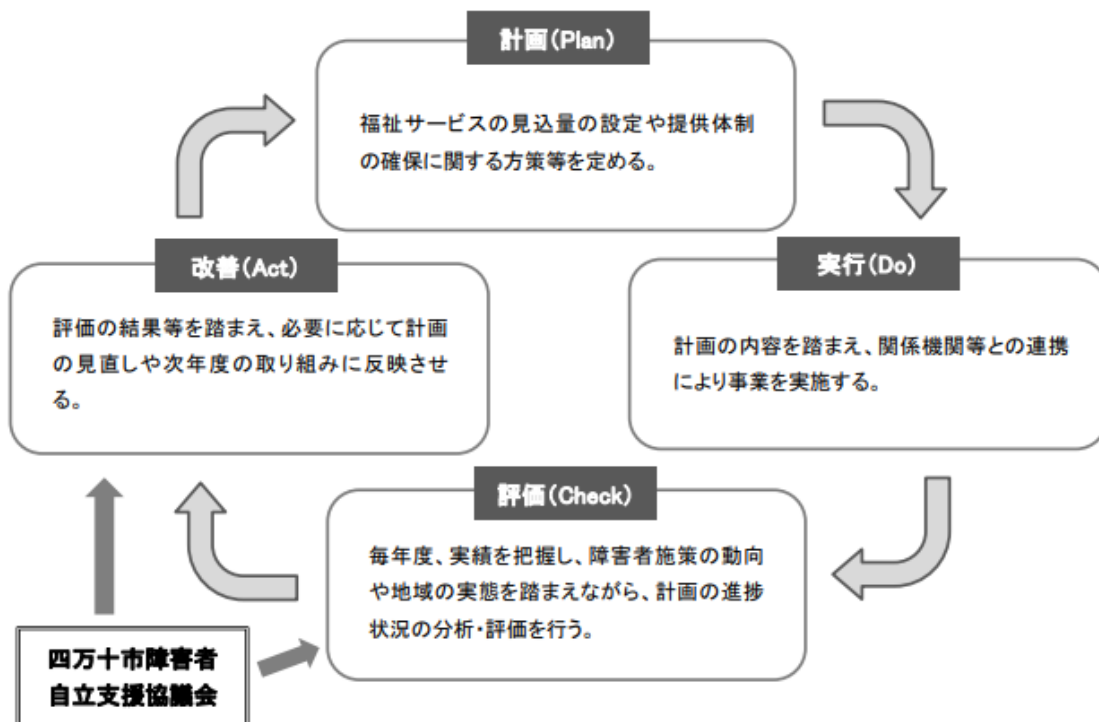 計画(Plan)
福祉サービスの見込量の設定や提供体制
の確保に関する方策等を定める。
改善(Act)
評価の結果等を踏まえ、必要に応じて計画
の見直しや次年度の取り組みに反映させ
る。
実行(Do)
計画の内容を踏まえ、関係機関等との連携
により事業を実施する。
評価(Check)
毎年度、実績を把握し、障害者施策の動向
や地域の実態を踏まえながら、計画の進捗
状況の分析・評価を行う。
四万十市障害者
自立支援協議会